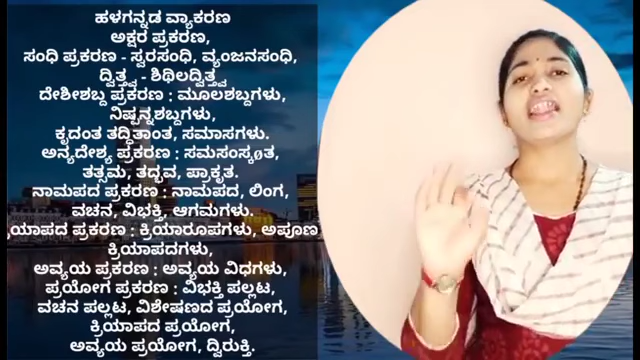 ಹಳಗನ್ನಡ ವ್ಯಾಕರಣ
ಅಕ್ಷರ ಪ್ರಕರಣ,
ಸಂಧಿ ಪ್ರಕರಣ - ಸ್ವರಸಂಧಿ, ವ್ಯಂಜನಸಂಧಿ,
ದ್ವಿತ್ತ್ವ - ಶಿಥಿಲದ್ವಿತ್ತ್ವ
ದೇಶೀಶಬ್ದ ಪ್ರಕರಣ : ಮೂಲಶಬ್ದಗಳು,
ನಿಷ್ಪನ್ನಶಬ್ದಗಳು,
ಕೃದಂತ ತದ್ದಿತಾಂತ, ಸಮಾಸಗಳು.
ಅನ್ಯದೇಶ್ಯ ಪ್ರಕರಣ : ಸಮಸಂಸ್ಕøತ,
ತತ್ಸಮ, ತದ್ಭವ, ಪ್ರಾಕೃತ.
ನಾಮಪದ ಪ್ರಕರಣ : ನಾಮಪದ, ಲಿಂಗ,
ವಚನ, ವಿಭಕ್ತಿ, ಆಗಮಗಳು.
ಯಾಪದ ಪ್ರಕರಣ : ಕ್ರಿಯಾರೂಪಗಳು, ಅಪೂಣ
ಕ್ರಿಯಾಪದಗಳು,
ಅವ್ಯಯ ಪ್ರಕರಣ : ಅವ್ಯಯ ವಿಧಗಳು,
ಪ್ರಯೋಗ ಪ್ರಕರಣ : ವಿಭಕ್ತಿ ಪಲ್ಲಟ,
ವಚನ ಪಲ್ಲಟ, ವಿಶೇಷಣದ ಪ್ರಯೋಗ,
ಕ್ರಿಯಾಪದ ಪ್ರಯೋಗ,
ಅವ್ಯಯ ಪ್ರಯೋಗ, ದ್ವಿರುಕ್ತಿ.